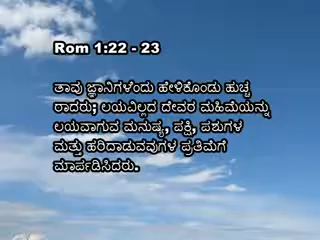 Rom 1:22 - 23
ತಾವು ಜ್ಞಾನಿಗಳೆಂದು ಹೇಳಿಕೊಂಡು ಹುಚ್ಚ
ರಾದರು; ಲಯವಿಲ್ಲದ ದೇವರ ಮಹಿಮೆಯನ್ನು
ಲಯವಾಗುವ ಮನುಷ್ಯ, ಪಕ್ಷಿ, ಪಶುಗಳ
ಮತ್ತು ಹರಿದಾಡುವವುಗಳ ಪ್ರತಿಮೆಗೆ
ಮಾರ್ಪಡಿಸಿದರು.